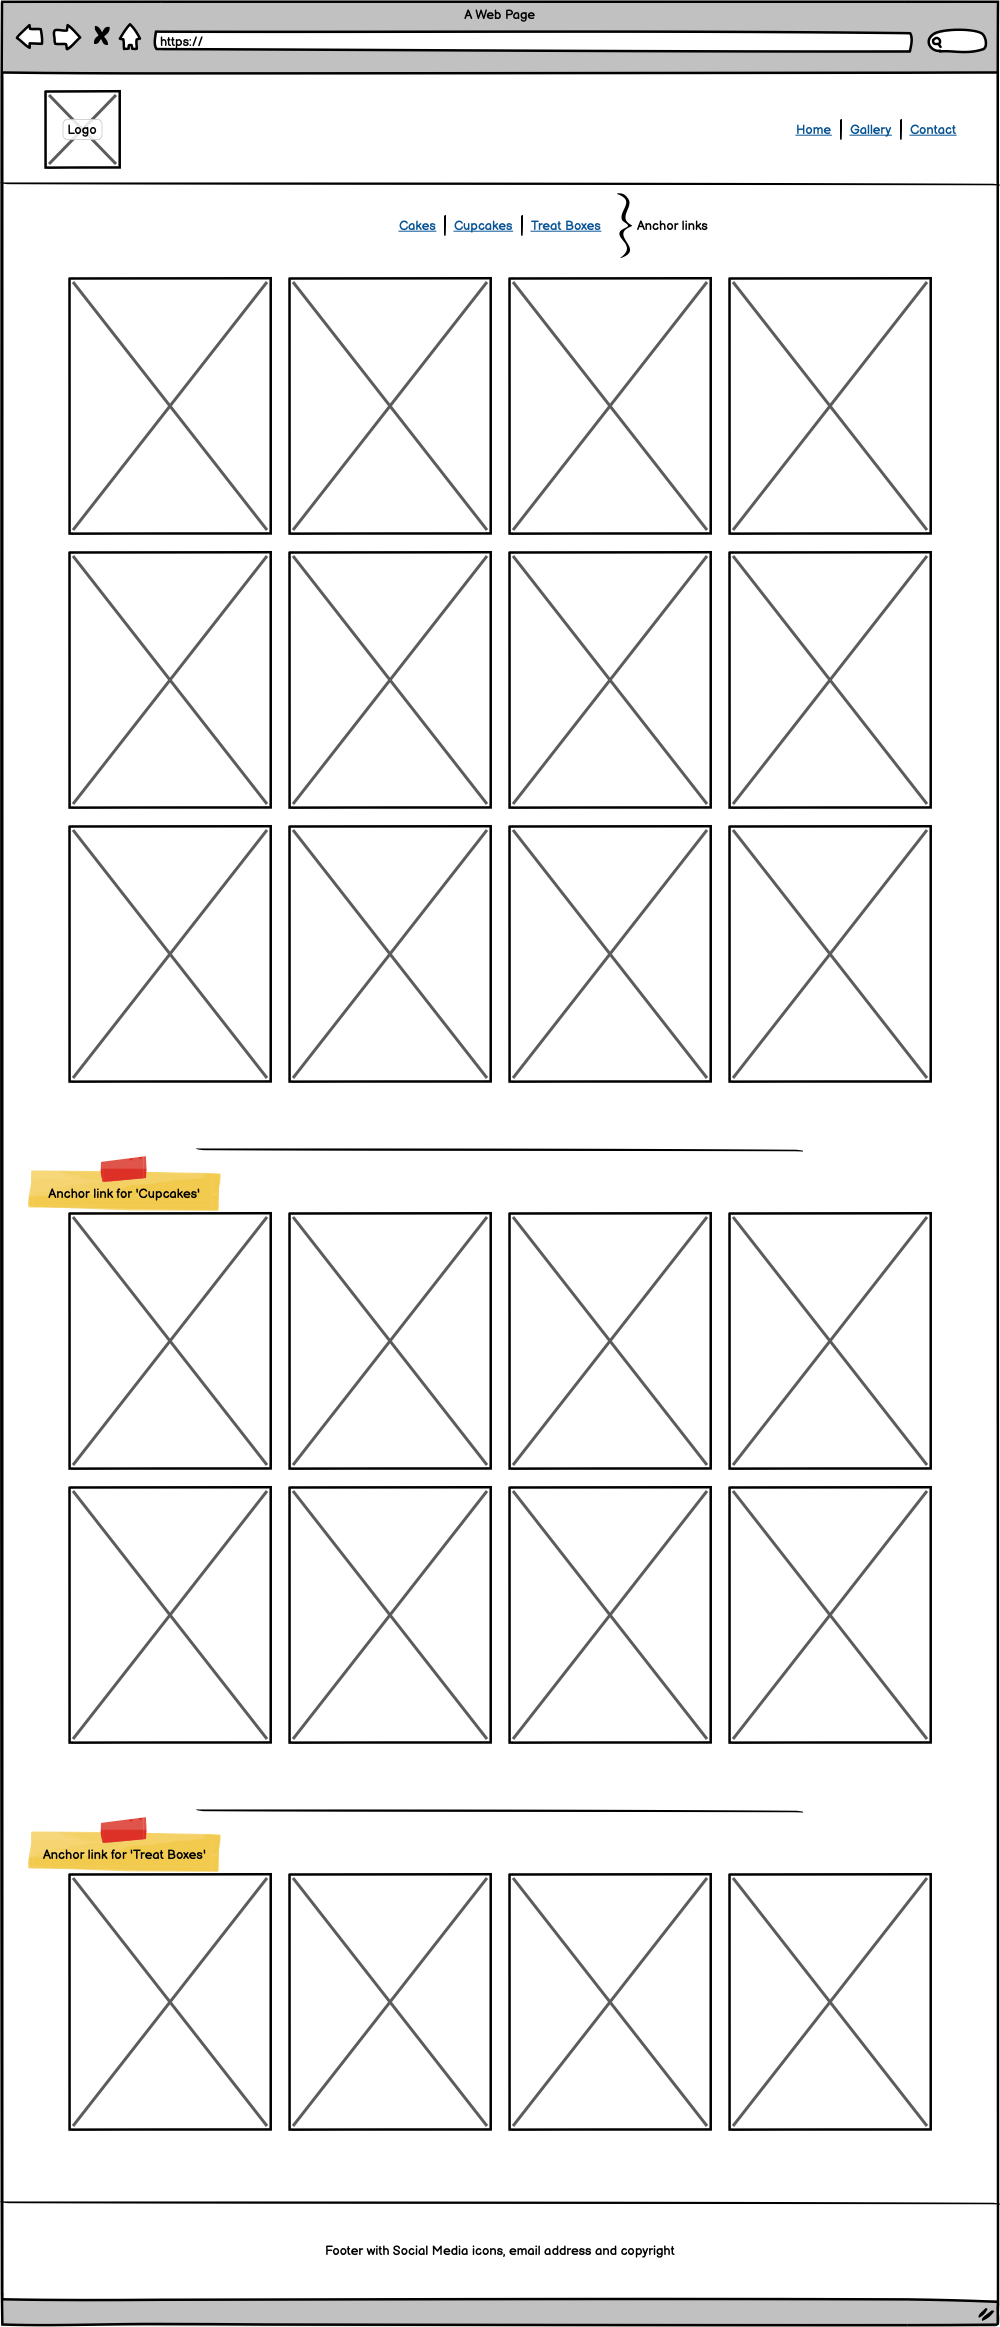 A Web Page
https://
Logo
Home | Gallery | Contact
Cakes | Cupcakes | Treat Boxes
Anchor links
Anchor link for 'Cupcakes'
Anchor link for 'Treat Boxes'
Footer with Social Media icons, email address and copyright